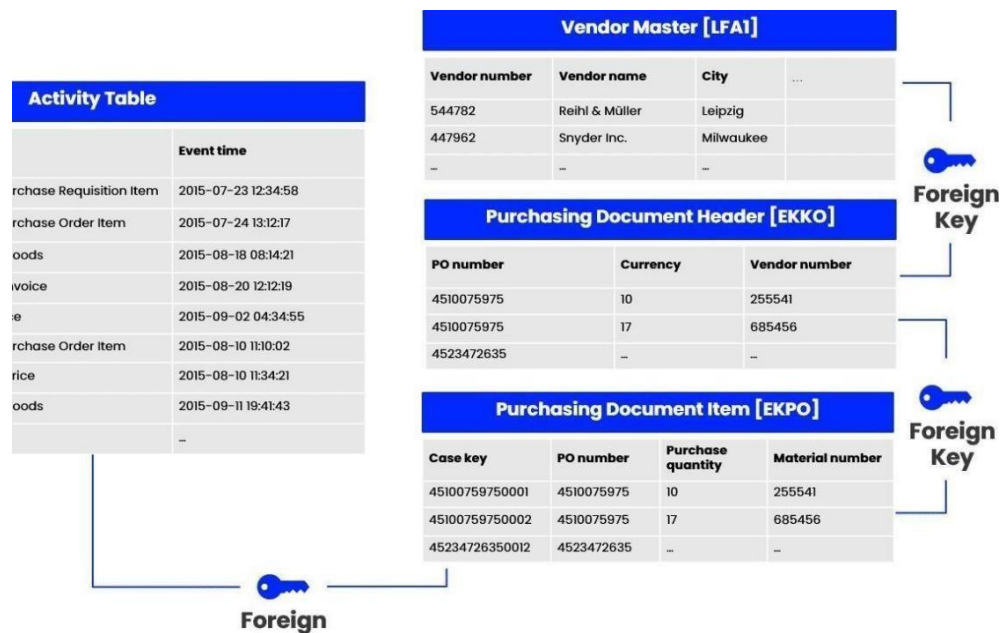 Vendor Master [LFA1]
Vendor number Vendor name City ...
544782 Reihl & Müller Leipzig
447962 Snyder Inc. Milwaukee
... ... ...
Foreign
Key
Activity Table
Event time
rchase Requisition Item 2015-07-23 12:34:58
rchase Order Item 2015-07-24 13:12:17
oods 2015-08-18 08:14:21
nvoice 2015-08-20 12:12:19
e 2015-09-02 04:34:55
rchase Order Item 2015-08-10 11:10:02
rice 2015-08-10 11:34:21
oods 2015-09-11 19:41:43
...
Purchasing Document Header [EKKO]
PO number Currency Vendor number
4510075975 10 255541
4510075975 17 685456
4523472635 ... ...
Foreign
Key
Purchasing Document Item [EKPO]
Case key PO number Purchase quantity Material number
45100759750001 4510075975 10 255541
45100759750002 4510075975 17 685456
45234726350012 4523472635 ... ...
Foreign